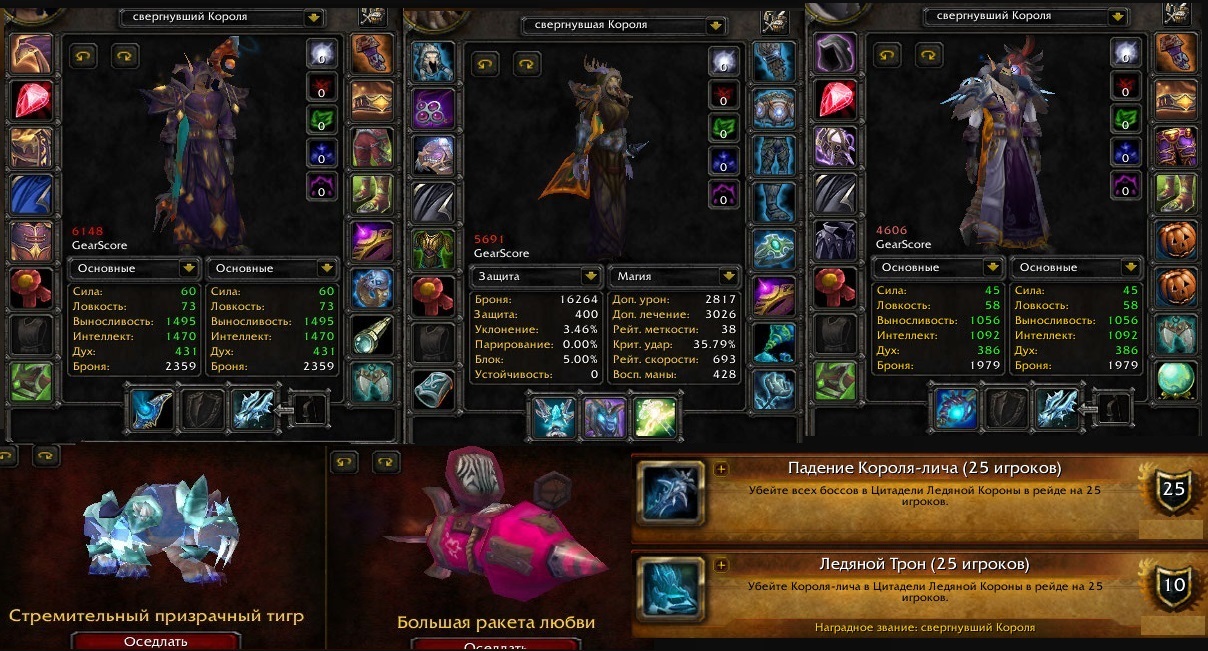 свергнувший Короля
0
0
0
0
0
6148
GearScore
Основные Основные
Сила: 60 Сила: 60
Ловкость: 73 Ловкость: 73
Выносливость: 1495 Выносливость: 1495
Интеллект: 1470 Интеллект: 1470
Дух: 431 Дух: 431
Броня: 2359 Броня: 2359
свергнувшая Короля
0
0
0
0
0
5691
GearScore
Защита Магия
Броня: 16264 Доп. урон: 2817
Защита: 400 Доп. лечение: 3026
Уклонение: 3.46% Рейт. меткости: 38
Парирование: 0.00% Крит. удар: 35.79%
Блок: 5.00% Рейт. скорости: 693
Устойчивость: 0 Восп. маны: 428
свергнувший Короля
0
0
0
0
0
4606
GearScore
Основные Основные
Сила: 45 Сила: 45
Ловкость: 58 Ловкость: 58
Выносливость: 1056 Выносливость: 1056
Интеллект: 1092 Интеллект: 1092
Дух: 386 Дух: 386
Броня: 1979 Броня: 1979
Стремительный призрачный тигр
Оседлать
Большая ракета любви
Оседлать
Падение Короля-лича (25 игроков)
Убейте всех боссов в Цитадели Ледяной Короны в рейде на 25
игроков.
25
Ледяной Трон (25 игроков)
Убейте Короля-лича в Цитадели Ледяной Короны в рейде на 25
игроков.
10
Наградное звание: свергнувший Короля